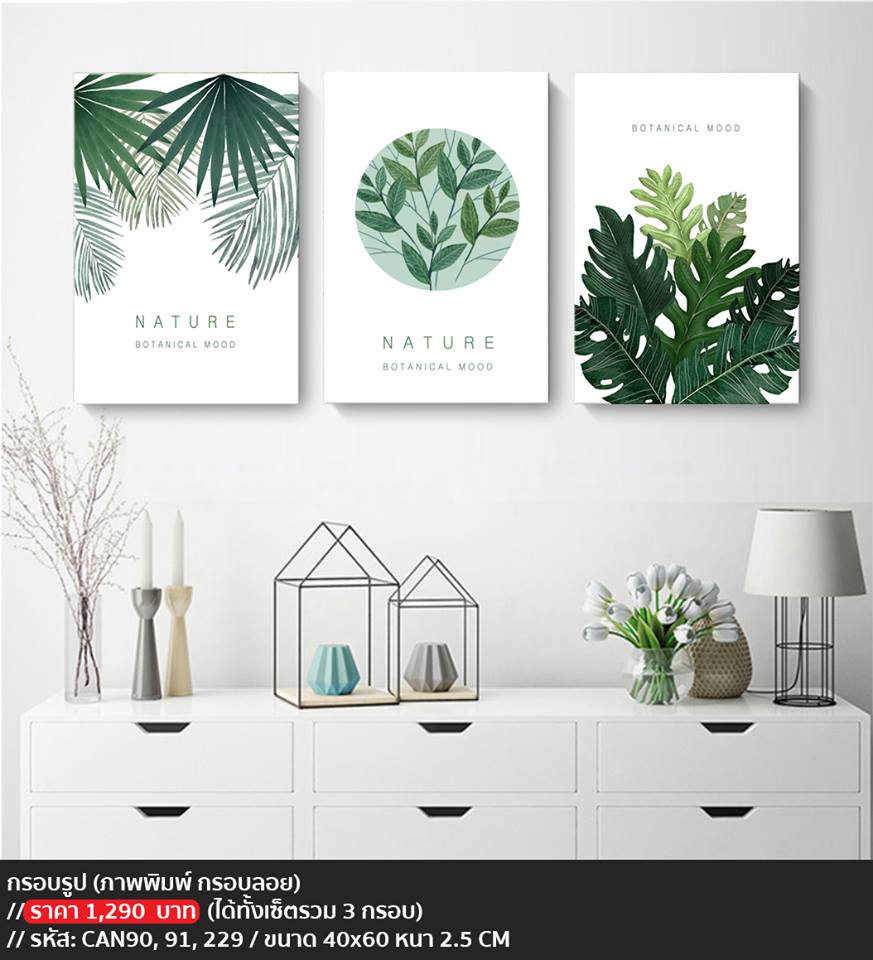 NATURE
BOTANICAL MOOD
NATURE
BOTANICAL MOOD
BOTANICAL MOOD
กรอบรูป (ภาพพิมพ์ กรอบลอย)
// ราคา 1,290 บาท (ได้ทั้งเซ็ตรวม 3 กรอบ)
// รหัส: CAN90, 91, 229 / ขนาด 40x60 หนา 2.5 CM